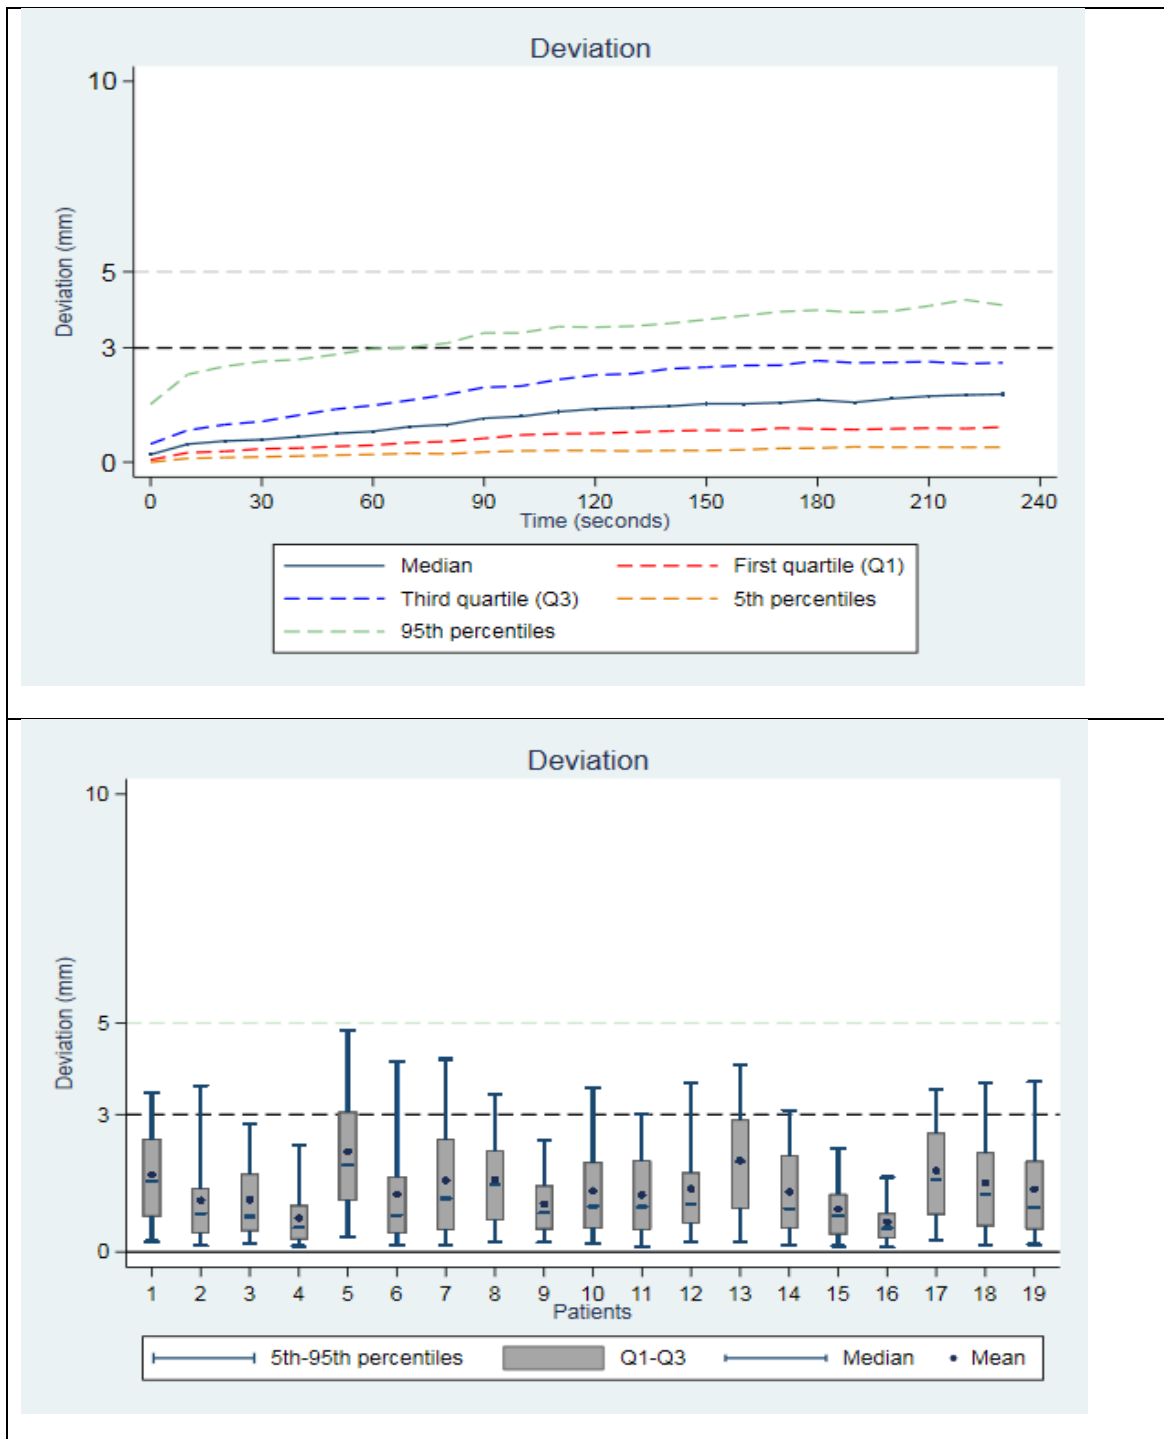 Deviation
10
5
3
0
Deviation (mm)
0 30 60 90 120 150 180 210 240
Time (seconds)
Median First quartile (Q1)
Third quartile (Q3) 5th percentiles
95th percentiles
Deviation
10
5
3
0
Deviation (mm)
1 2 3 4 5 6 7 8 9 10 11 12 13 14 15 16 17 18 19
Patients
5th-95th percentiles Q1-Q3 Median Mean